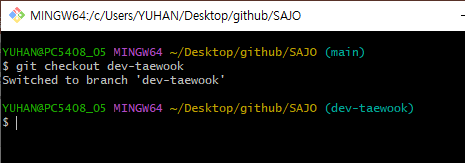 MINGW64:/c/Users/YUHAN/Desktop/github/SAJO
YUHAN@PC5408_05 MINGW64 ~/Desktop/github/SAJO (main)
$ git checkout dev-taewook
Switched to branch 'dev-taewook'
YUHAN@PC5408_05 MINGW64 ~/Desktop/github/SAJO (dev-taewook)
$